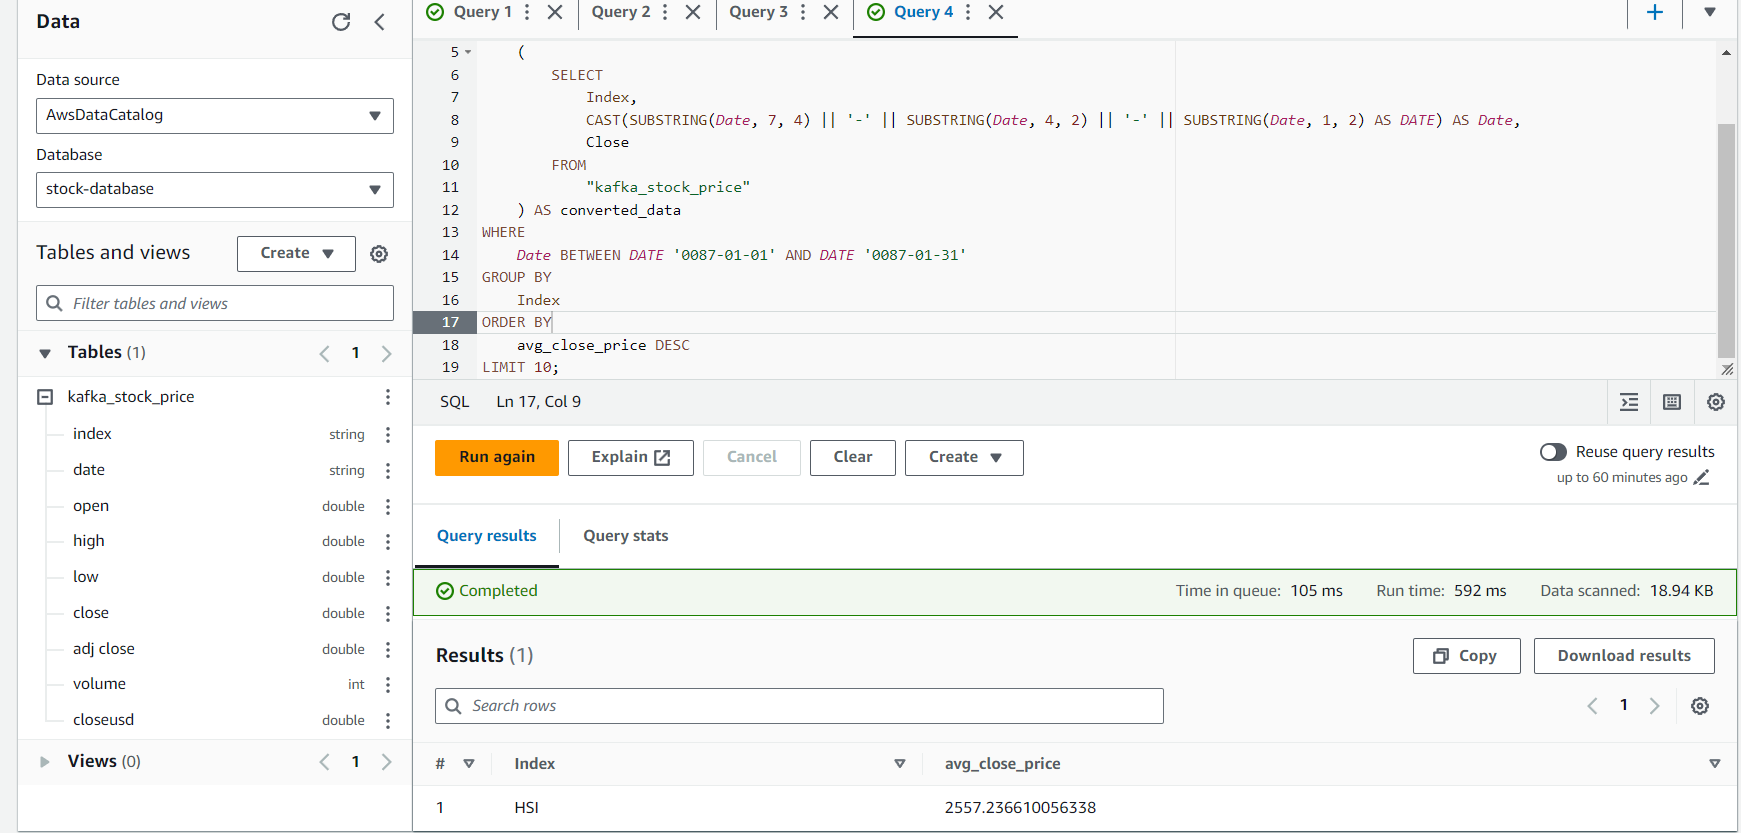 Data
Data source
AwsDataCatalog
Database
stock-database
Tables and views
Create
Filter tables and views
Tables (1)
1
kafka_stock_price
index string
date string
open double
high double
low double
close double
adj close double
volume int
closeusd double
Views (0)
1
Query 1
Query 2
Query 3
Query 4
5 (
6 SELECT
7 Index,
8 CAST(SUBSTRING(Date, 7, 4) || '-' || SUBSTRING(Date, 4, 2) || '-' || SUBSTRING(Date, 1, 2) AS DATE) AS Date,
9 Close
10 FROM
11 "kafka_stock_price"
12 ) AS converted_data
13 WHERE
14 Date BETWEEN DATE '0087-01-01' AND DATE '0087-01-31'
15 GROUP BY
16 Index
17 ORDER BY
18 avg_close_price DESC
19 LIMIT 10;
SQL Ln 17, Col 9
Run again
Explain
Cancel
Clear
Create
Reuse query results
up to 60 minutes ago
Query results
Query stats
Completed
Time in queue: 105 ms
Run time: 592 ms
Data scanned: 18.94 KB
Results (1)
Copy
Download results
Search rows
1
# Index avg_close_price
1 HSI 2557.236610056338